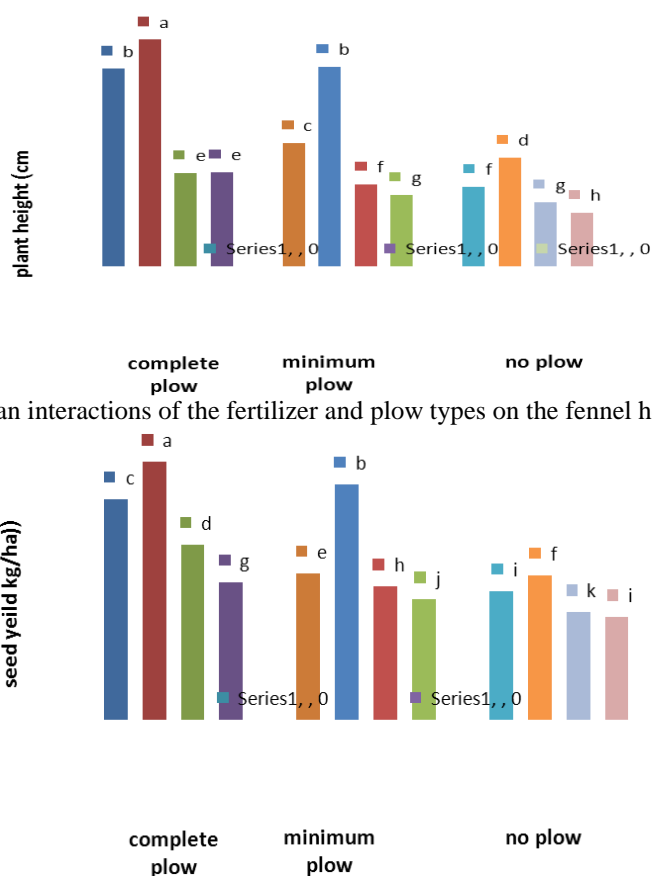 a
b
b
c
d
e
e
f
f
g
g
h
plant height (cm
Series1, , 0
Series1, , 0
Series1, , 0
complete plow
minimum plow
no plow
an interactions of the fertilizer and plow types on the fennel h
a
b
c
d
e
f
g
h
i
j
k
i
seed yeild kg/ha))
Series1, , 0
Series1, , 0
complete plow
minimum plow
no plow